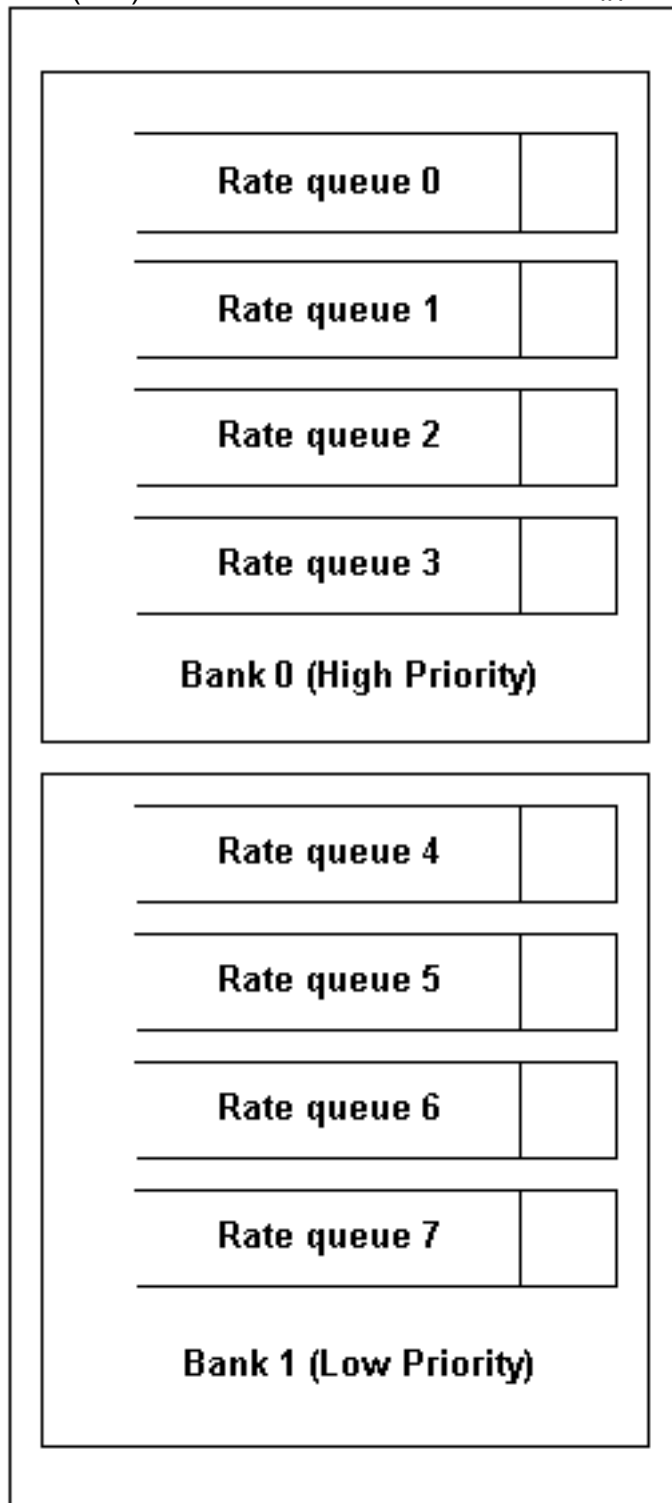 Rate queue 0
Rate queue 1
Rate queue 2
Rate queue 3
Bank 0 (High Priority)
Rate queue 4
Rate queue 5
Rate queue 6
Rate queue 7
Bank 1 (Low Priority)